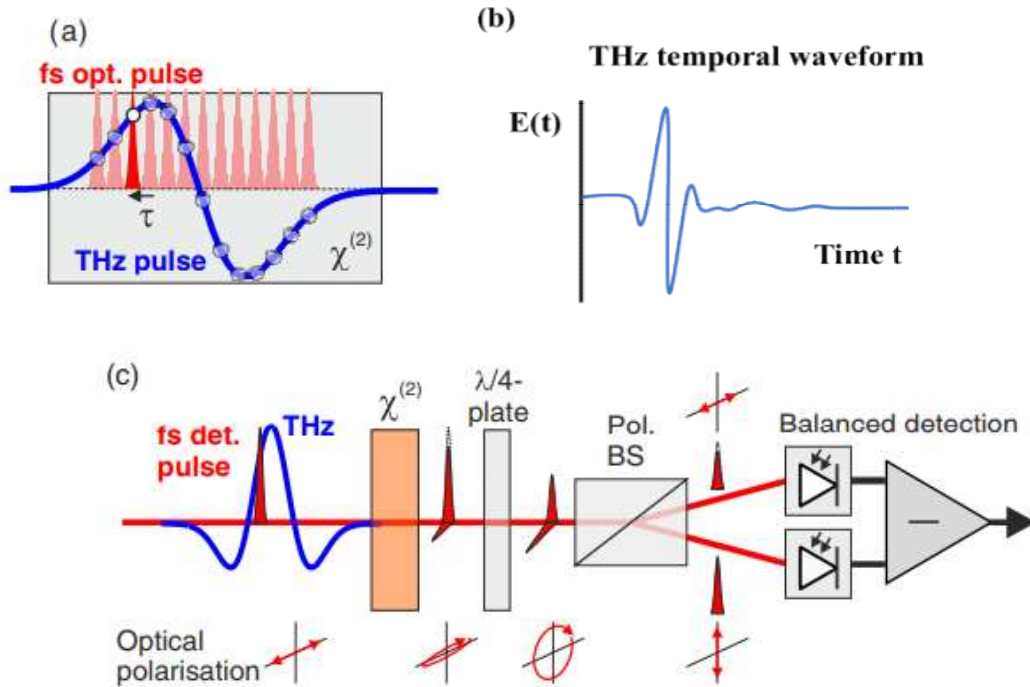 (a)
fs opt. pulse
τ
THz pulse
χ(2)
(b)
THz temporal waveform
E(t)
Time t
(c)
fs det.
pulse
THz
χ(2)
λ/4-
plate
Pol.
BS
Balanced detection
Optical
polarisation